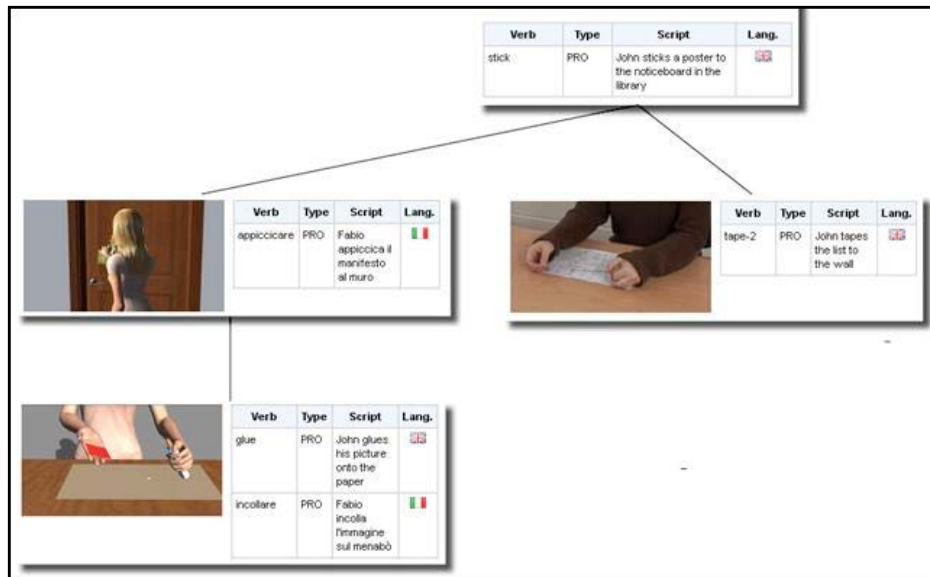 Verb Type Script Lang.
stick PRO John sticks a poster to
the noticeboard in the
library
Verb Type Script Lang.
appiccicare PRO Fabio
appiccica il
manifesto
al muro
Verb Type Script Lang.
tape-2 PRO John tapes
the list to
the wall
Verb Type Script Lang.
glue PRO John glues
his picture
onto the
paper
incollare PRO Fabio
incolla
l'immagine
sul menabò